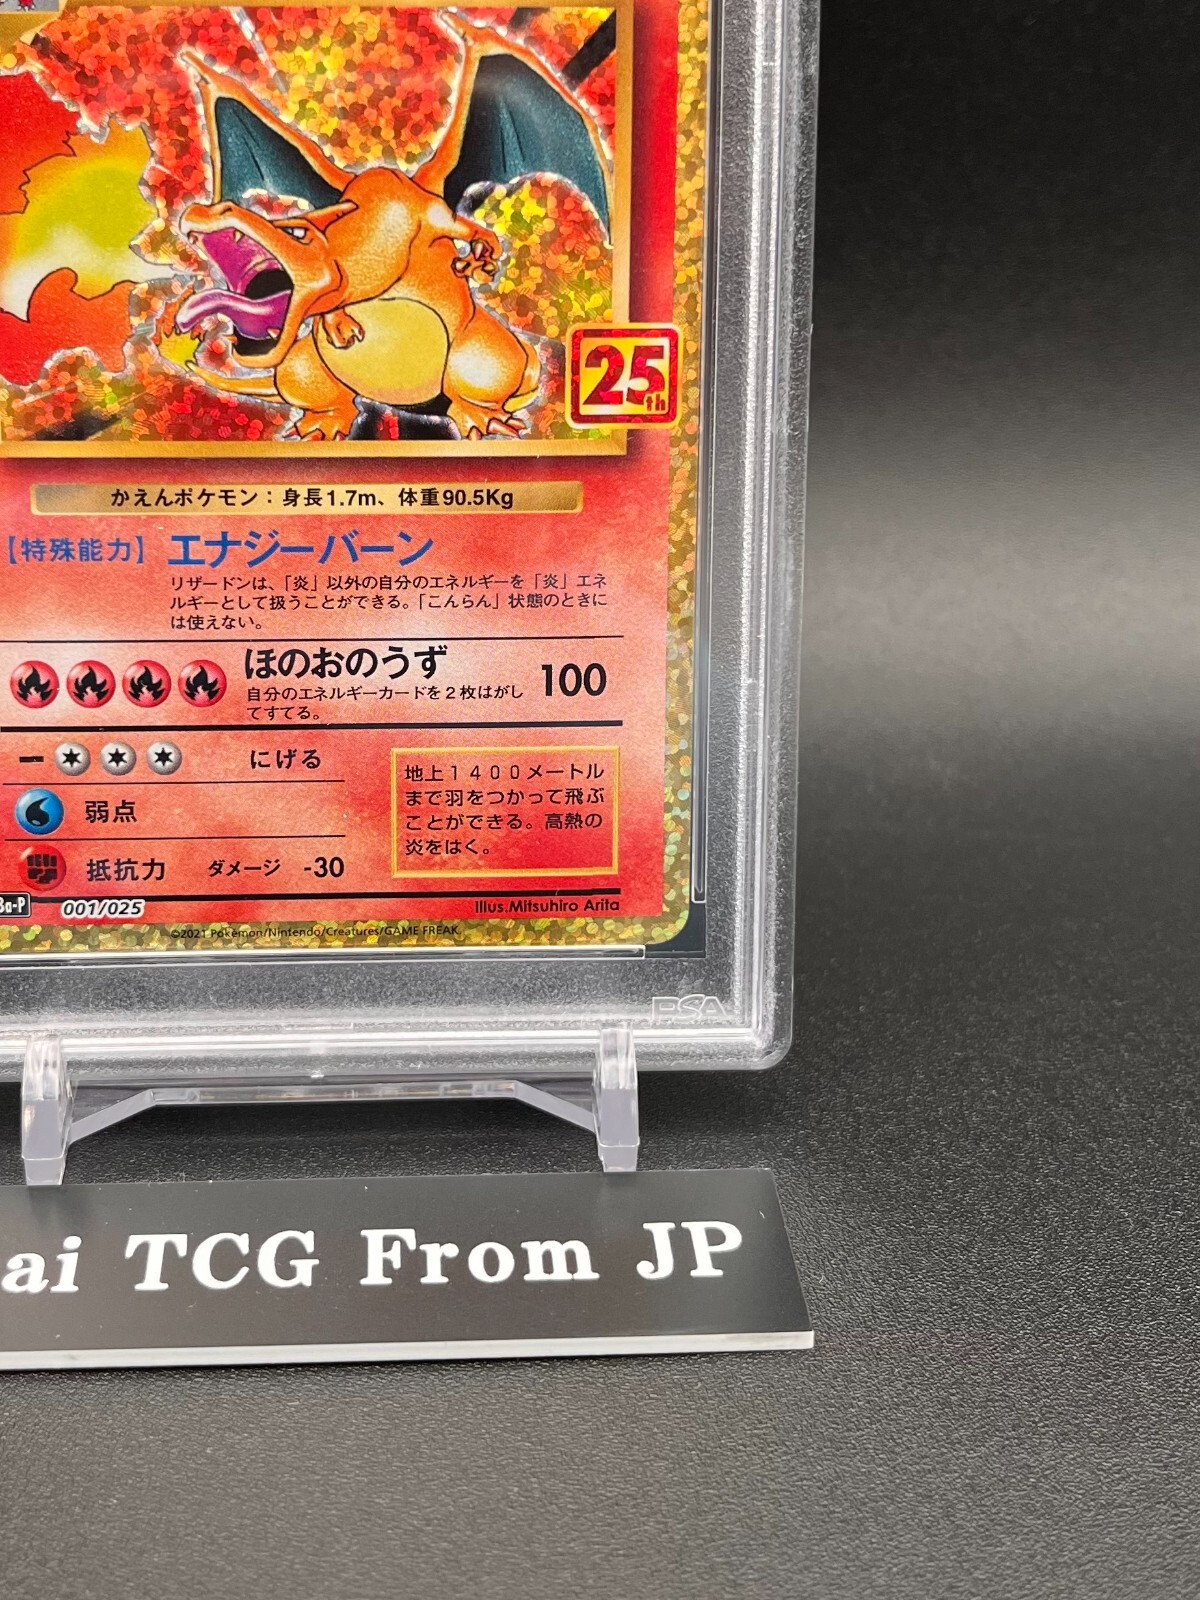 25th
かえんポケモン：身長1.7m、体重90.5Kg
【特殊能力】 エナジーバーン
リザードンは、「炎」以外の自分のエネルギーを「炎」エネ
ルギーとして扱うことができる。「こんらん」状態のときに
は使えない。
ほのおのうず 100
自分のエネルギーカードを２枚はがし
てすてる。
ー にげる
弱点
抵抗力 ダメージ -30
地上１４００メートル
まで羽をつかって飛ぶ
ことができる。高熱の
炎をはく。
a-P 001/025 Illus.Mitsuhiro Arita
©2021 Pokémon/Nintendo/Creatures/GAME FREAK
PSA
ai TCG From JP